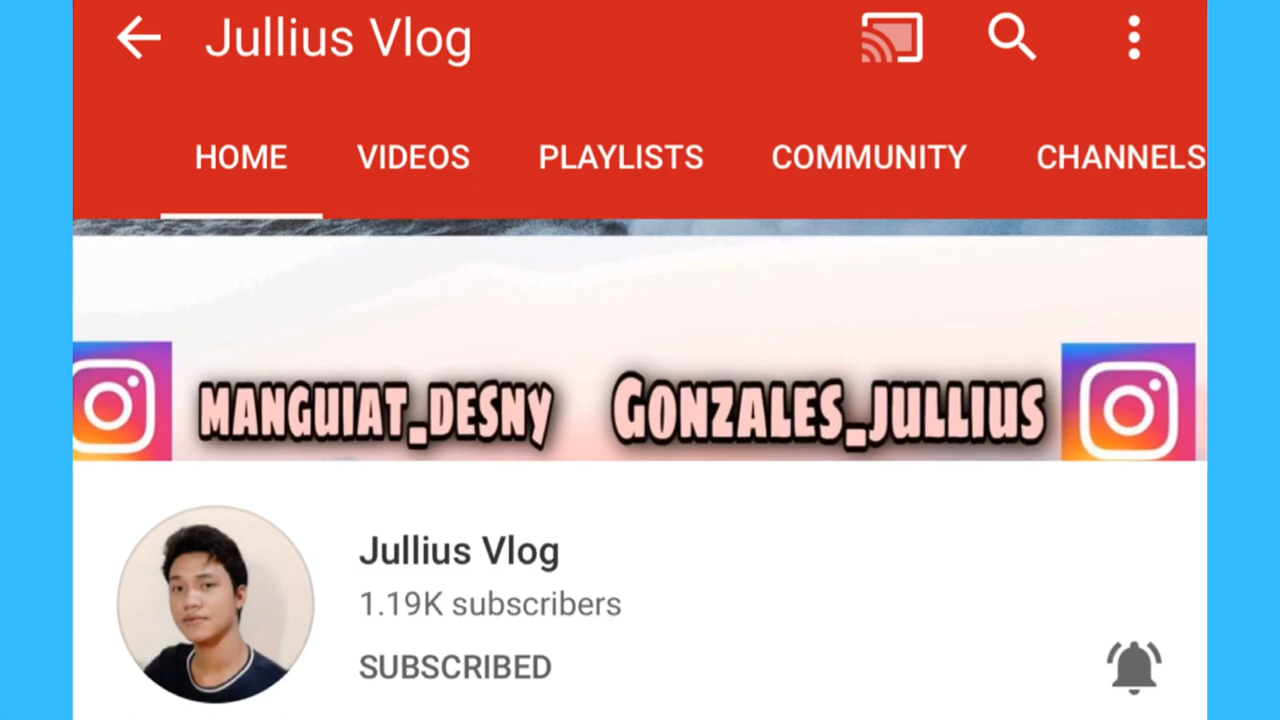 Jullius Vlog
HOME VIDEOS PLAYLISTS COMMUNITY CHANNELS
MANGUIAT_DESNY GONZALES_JULLIUS
Jullius Vlog
1.19K subscribers
SUBSCRIBED